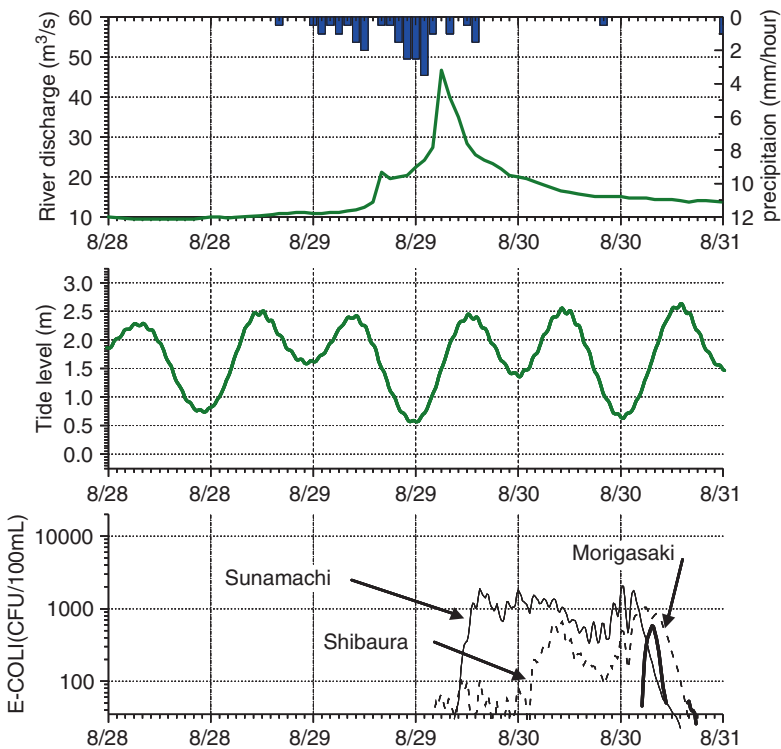 River discharge (m³/s)
60
50
40
30
20
10
0
2
4
6
8
10
12
precipitaion (mm/hour)
8/28 8/28 8/29 8/29 8/30 8/30 8/31
Tide level (m)
3.0
2.5
2.0
1.5
1.0
0.5
0.0
8/28 8/28 8/29 8/29 8/30 8/30 8/31
E-COLI(CFU/100mL)
10000
1000
100
Morigasaki
Sunamachi
Shibaura
8/28 8/28 8/29 8/29 8/30 8/30 8/31